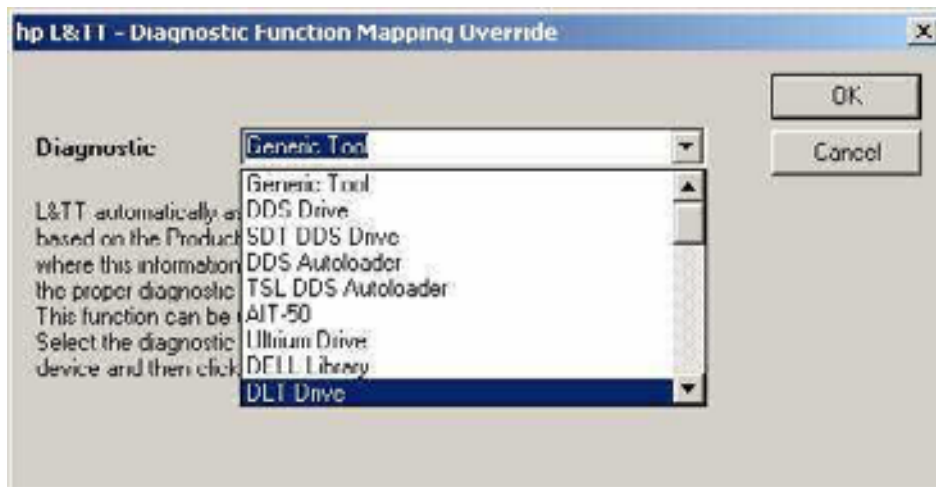 hp L&TT - Diagnostic Function Mapping Override
OK
Cancel
Diagnostic
Generic Tool
Generic Tool
DDS Drive
SDT DDS Drive
DDS Autoloader
TSL DDS Autoloader
AIT-50
Ultrium Drive
DELL Library
DLT Drive
L&TT automatically
based on the Product
where this information
the proper diagnostic
This function can be
Select the diagnostic
device and then click